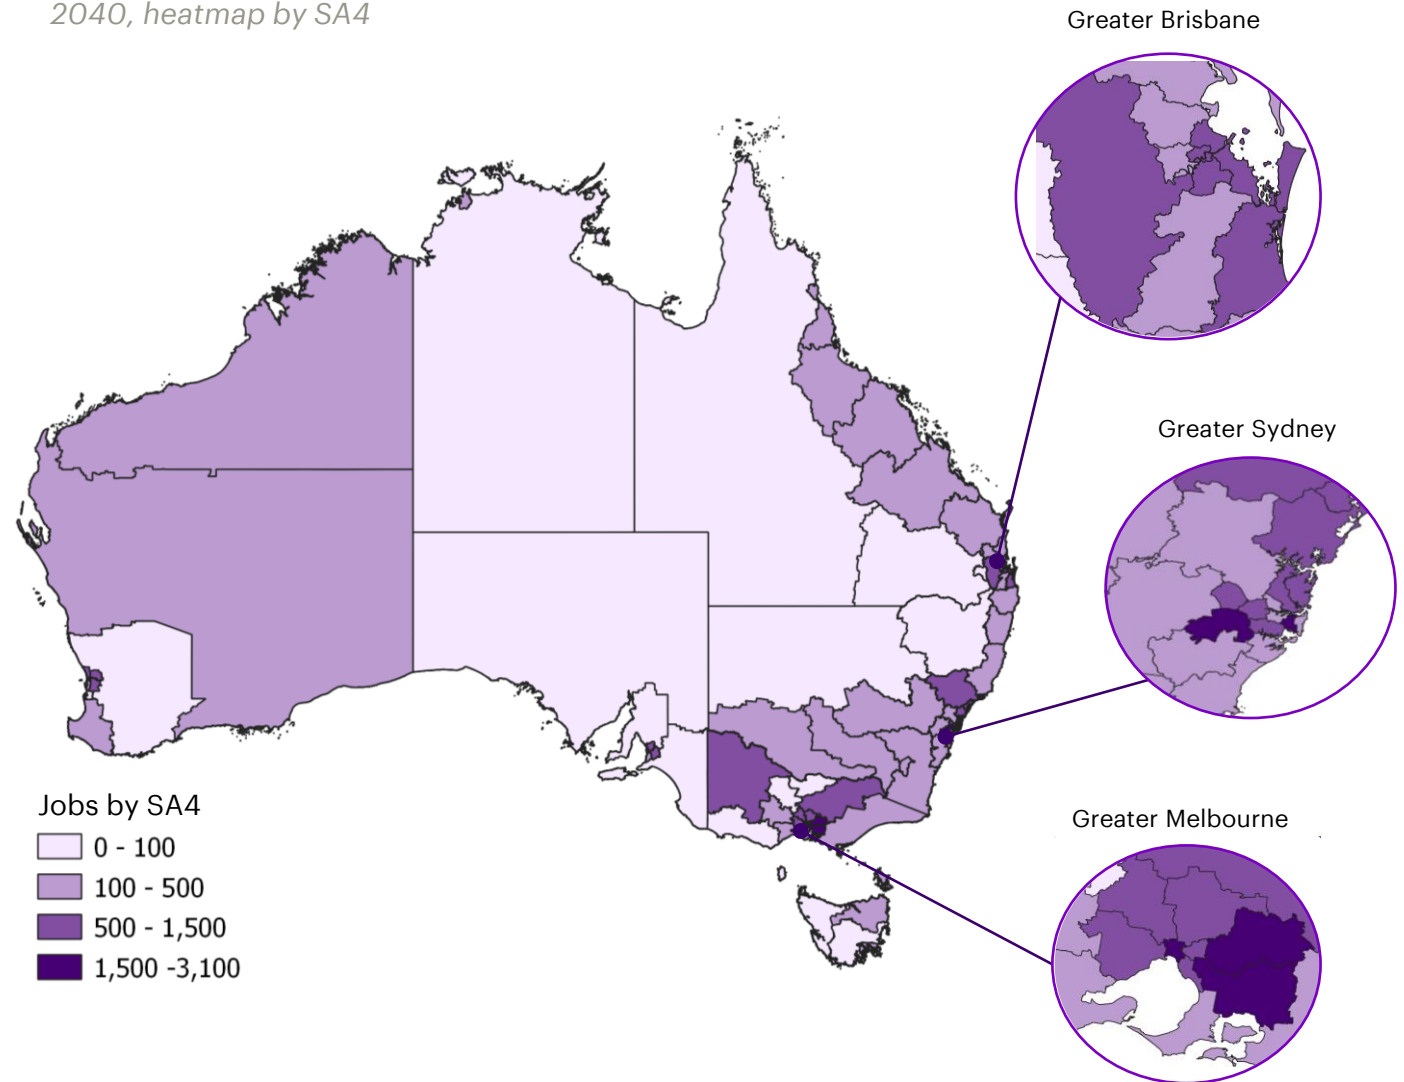 2040, heatmap by SA4
Greater Brisbane
Greater Sydney
Jobs by SA4
0 - 100
100 - 500
500 - 1,500
1,500 -3,100
Greater Melbourne